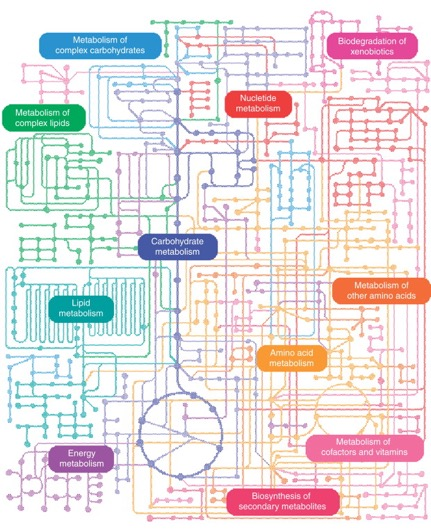 Metabolism of
complex carbohydrates
Biodegradation of
xenobiotics
Nucletide
metabolism
Metabolism of
complex lipids
Carbohydrate
metabolism
Metabolism of
other amino acids
Lipid
metabolism
Amino acid
metabolism
Metabolism of
cofactors and vitamins
Energy
metabolism
Biosynthesis of
secondary metabolites